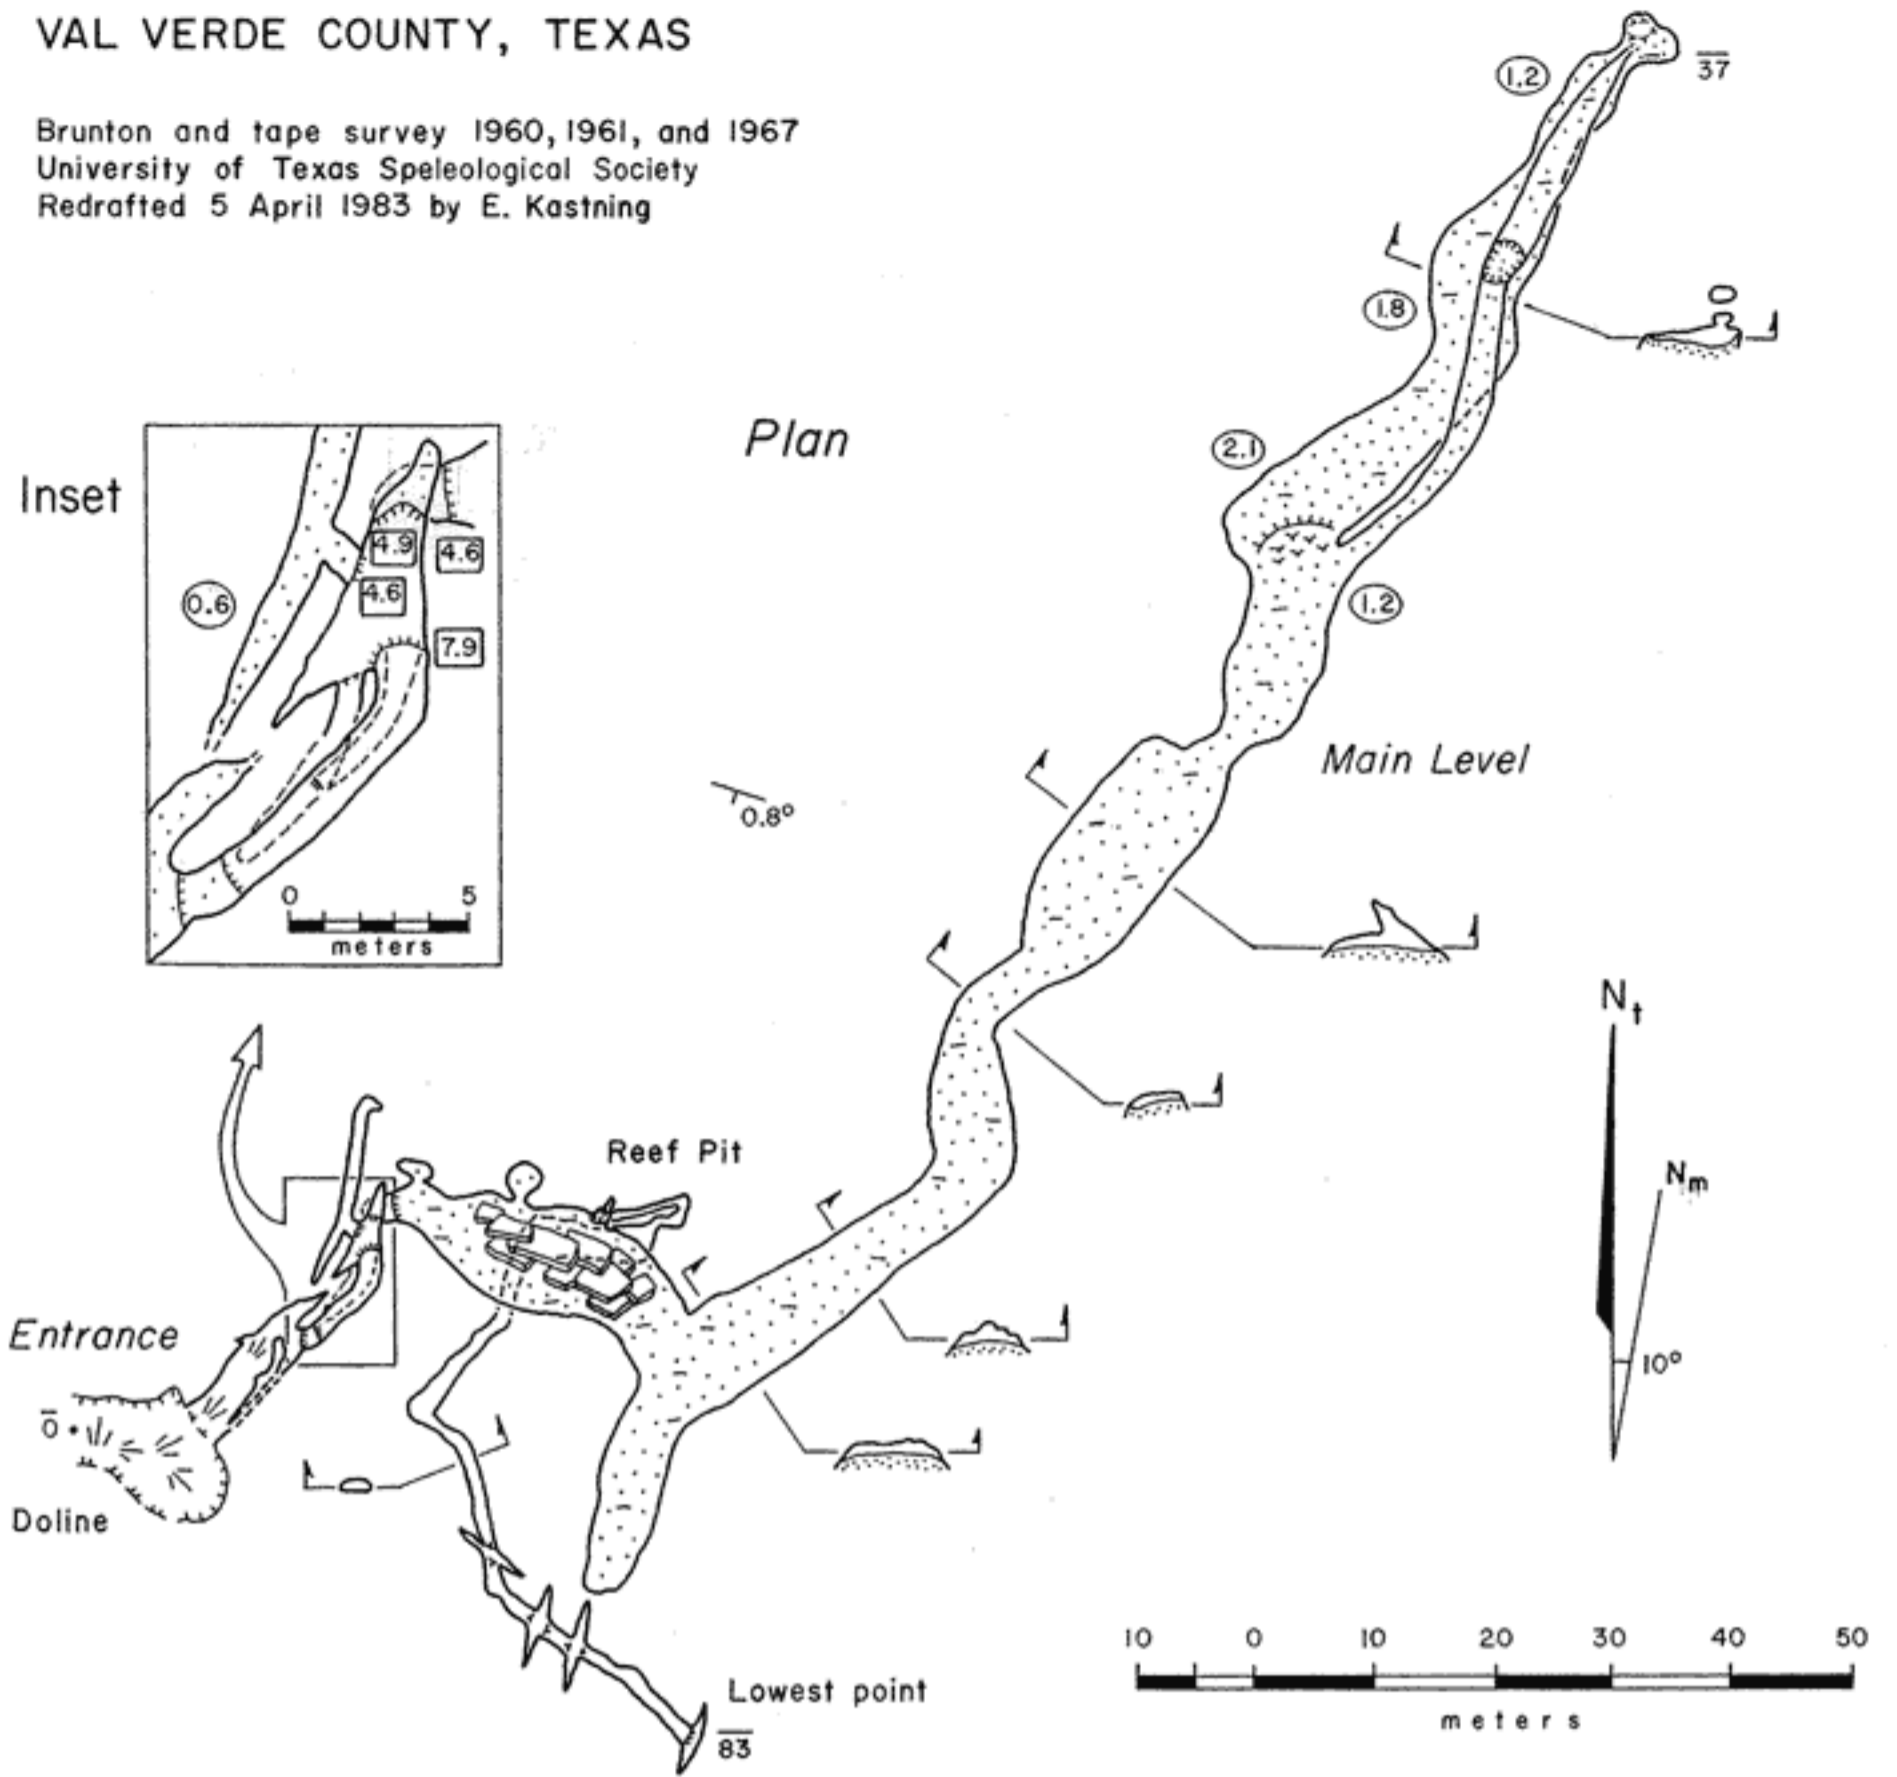 VAL VERDE COUNTY, TEXAS
Brunton and tape survey 1960, 1961, and 1967
University of Texas Speleological Society
Redrafted 5 April 1983 by E. Kastning
1.2
37
1.8
Plan
2.1
Inset
4.9
4.6
4.6
0.6
1.2
7.9
Main Level
0.8°
0 5
meters
Nt
Reef Pit
Nm
Entrance
10°
0
Doline
10 0 10 20 30 40 50
Lowest point
meters
83